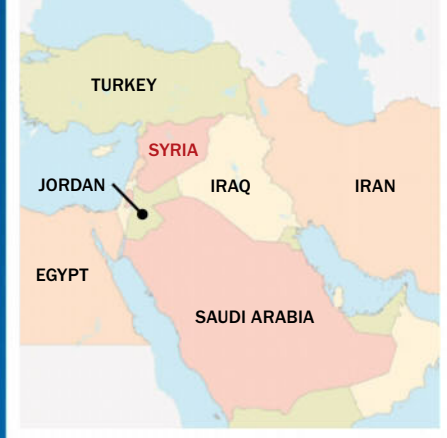 TURKEY
SYRIA
JORDAN
IRAQ
IRAN
EGYPT
SAUDI ARABIA